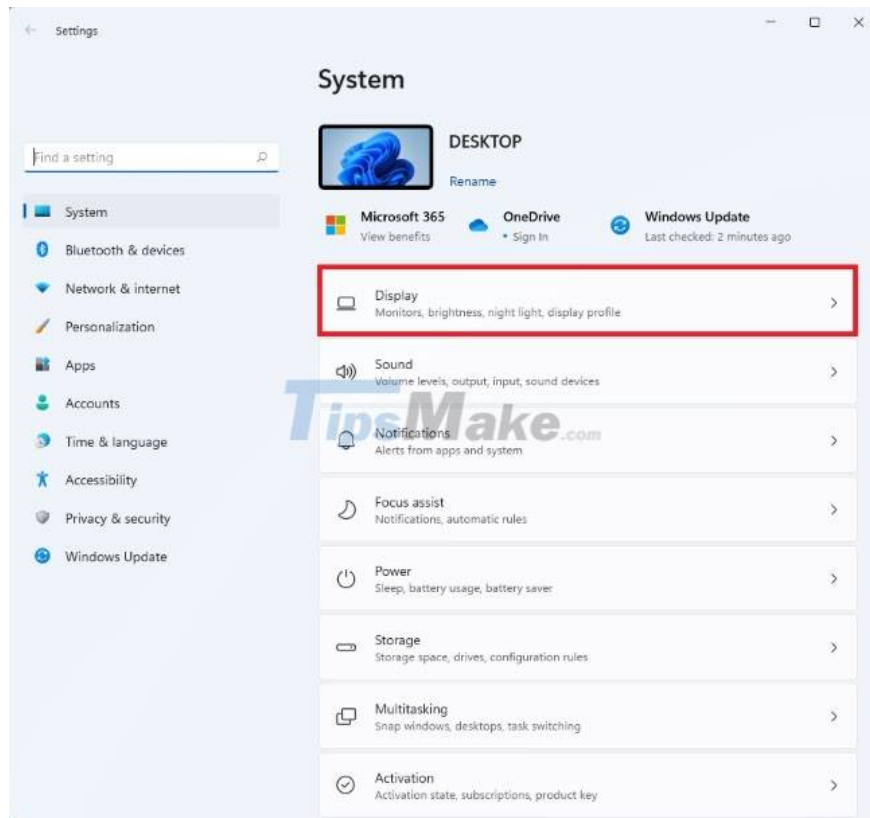 Settings
System
Find a setting
DESKTOP
Rename
Microsoft 365
View benefits
OneDrive
• Sign In
Windows Update
Last checked: 2 minutes ago
System
Bluetooth & devices
Network & internet
Personalization
Apps
Accounts
Time & language
Accessibility
Privacy & security
Windows Update
Display
Monitors, brightness, night light, display profile
Sound
Volume levels, output, input, sound devices
TipsMake.com
Notifications
Alerts from apps and system
Focus assist
Notifications, automatic rules
Power
Sleep, battery usage, battery saver
Storage
Storage space, drives, configuration rules
Multitasking
Snap windows, desktops, task switching
Activation
Activation state, subscriptions, product key